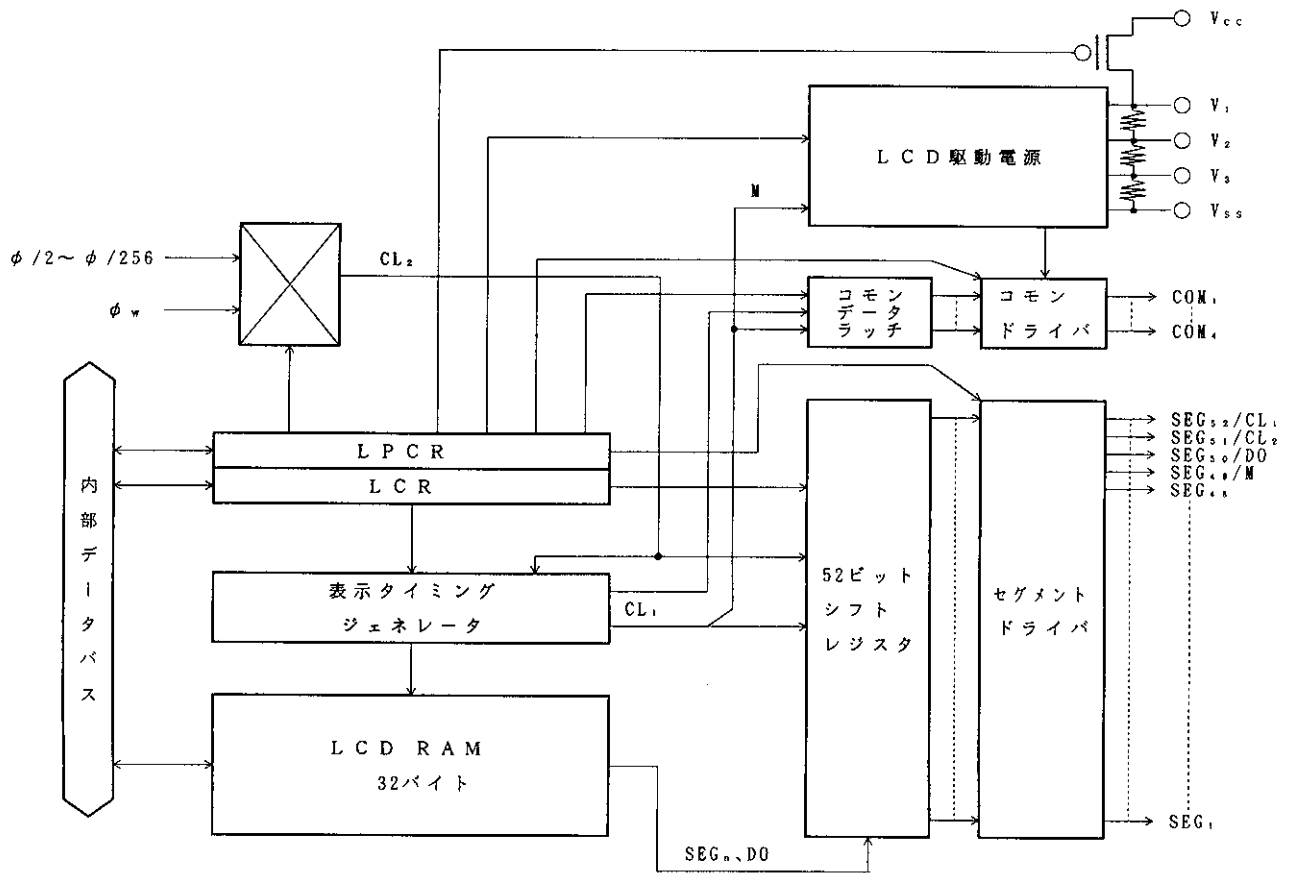 Vcc
V₁
V₂
V₃
Vss
LCD駆動電源
M
φ/2～φ/256
φw
CL₂
コモン
データ
ラッチ
コモン
ドライバ
COM₁
COM₄
内部データバス
LPCR
LCR
表示タイミング
ジェネレータ
CL₁
52ビット
シフト
レジスタ
セグメント
ドライバ
SEG₅₂/CL₁
SEG₅₁/CL₂
SEG₅₀/DO
SEG₄₉/M
SEG₄₈
LCD RAM
32バイト
SEGn、DO
SEG₁